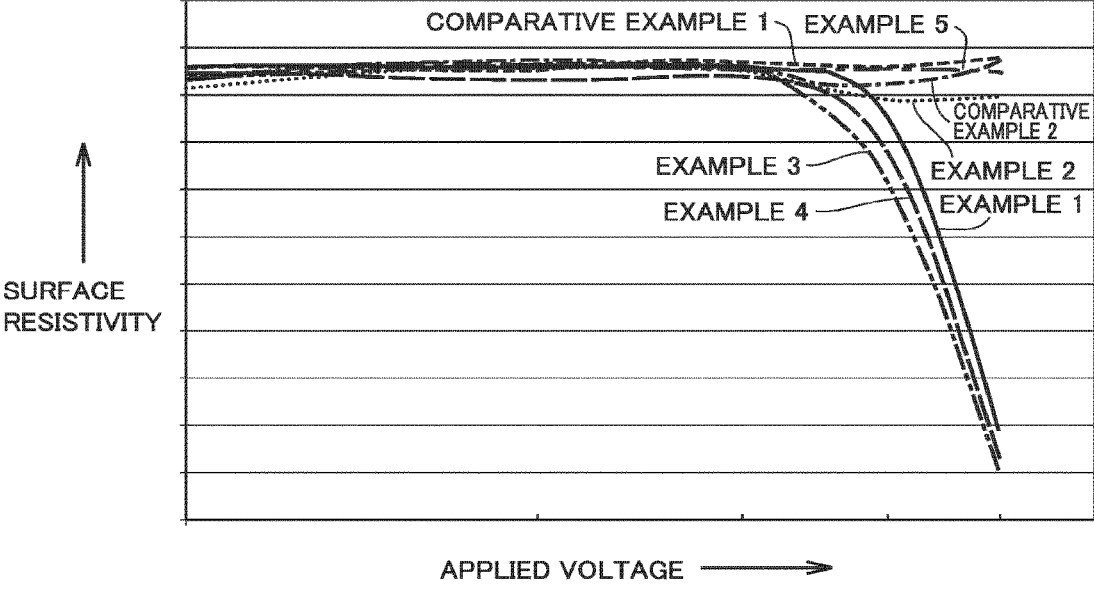 COMPARATIVE EXAMPLE 1
EXAMPLE 5
COMPARATIVE
EXAMPLE 2
EXAMPLE 3
EXAMPLE 2
EXAMPLE 4
EXAMPLE 1
SURFACE
RESISTIVITY
APPLIED VOLTAGE